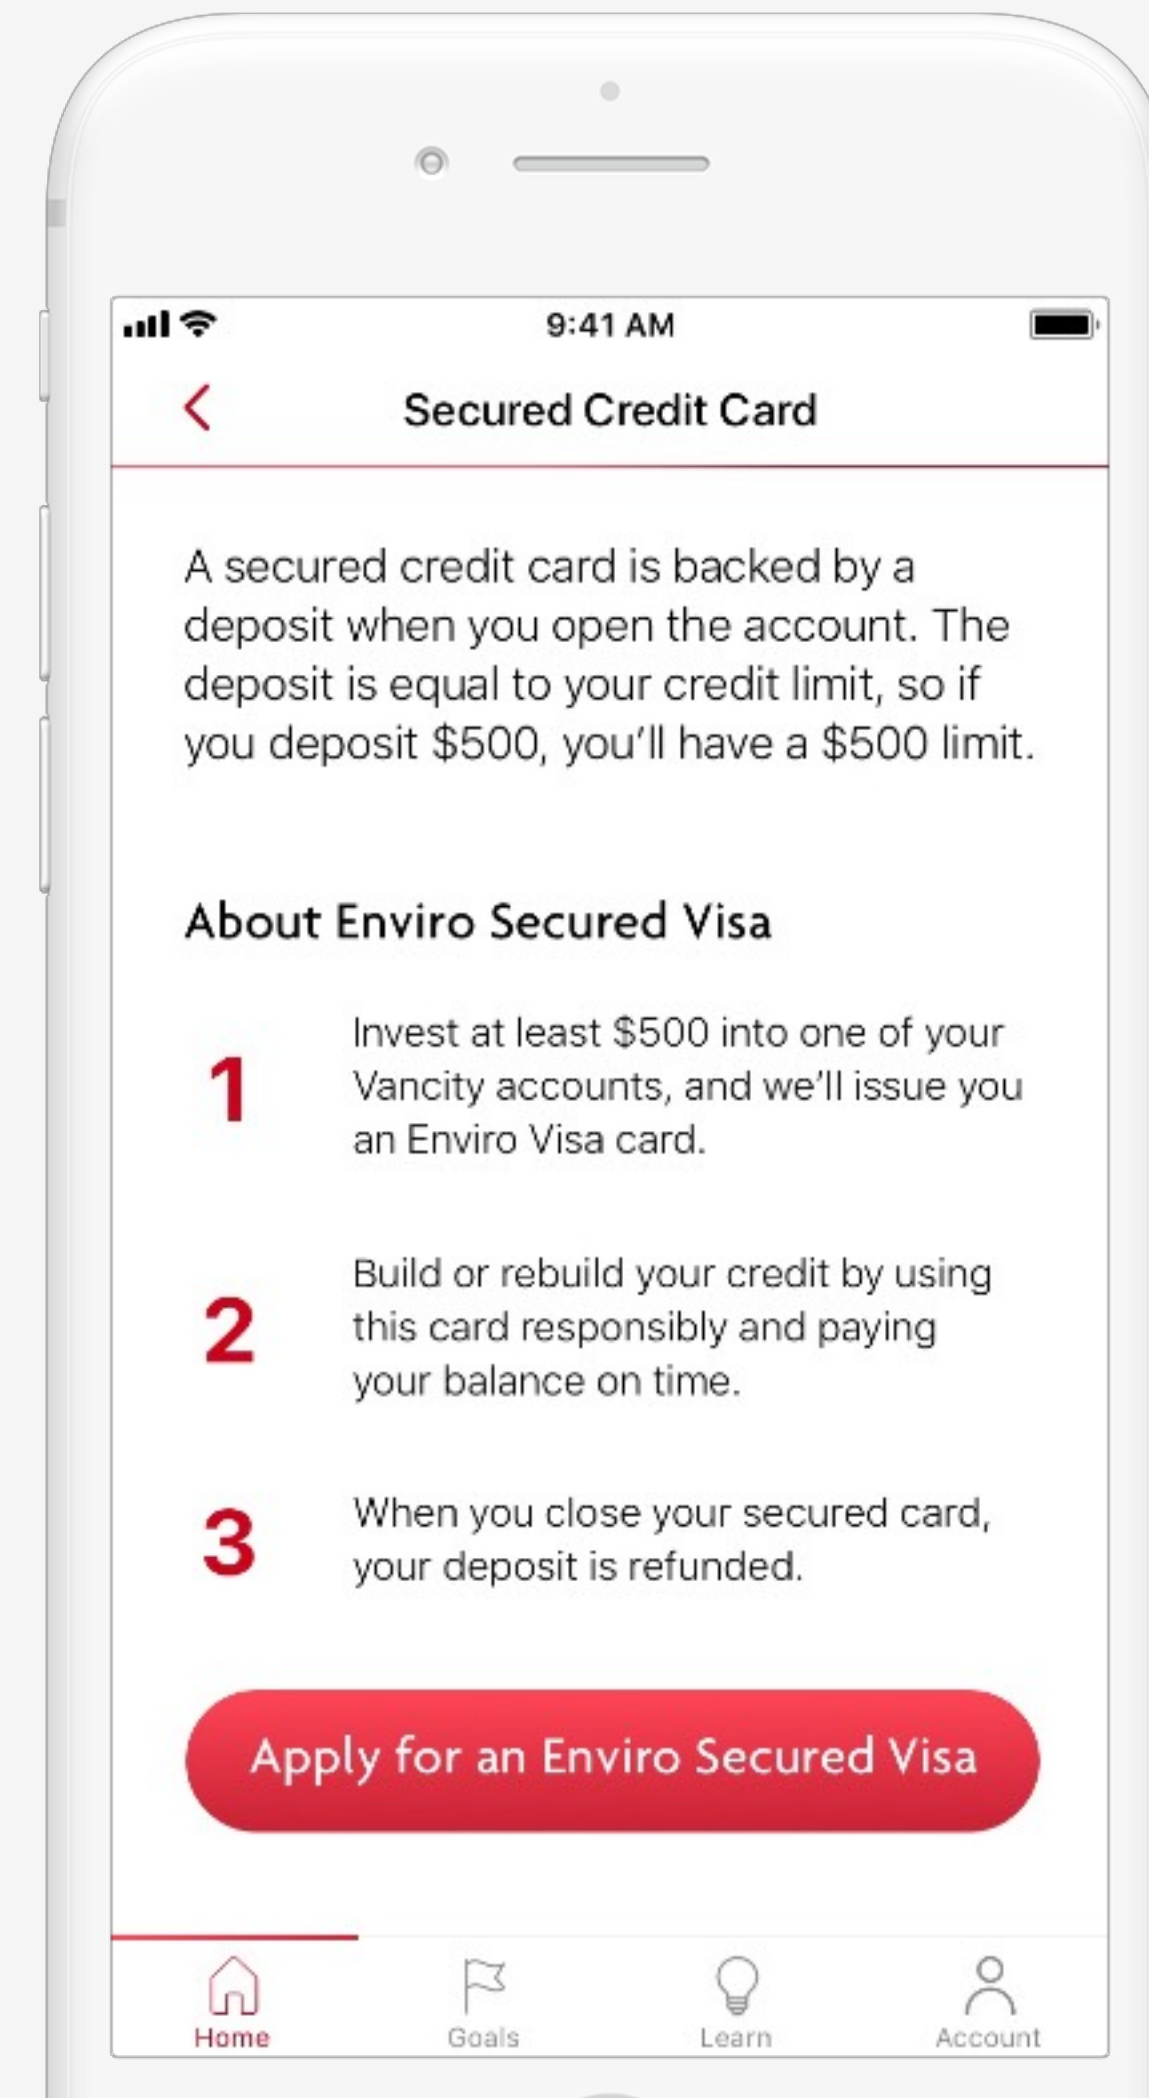 9:41 AM
Secured Credit Card
A secured credit card is backed by a
deposit when you open the account. The
deposit is equal to your credit limit, so if
you deposit $500, you’ll have a $500 limit.
About Enviro Secured Visa
1
Invest at least $500 into one of your
Vancity accounts, and we’ll issue you
an Enviro Visa card.
2
Build or rebuild your credit by using
this card responsibly and paying
your balance on time.
3
When you close your secured card,
your deposit is refunded.
Apply for an Enviro Secured Visa
Home Goals Learn Account